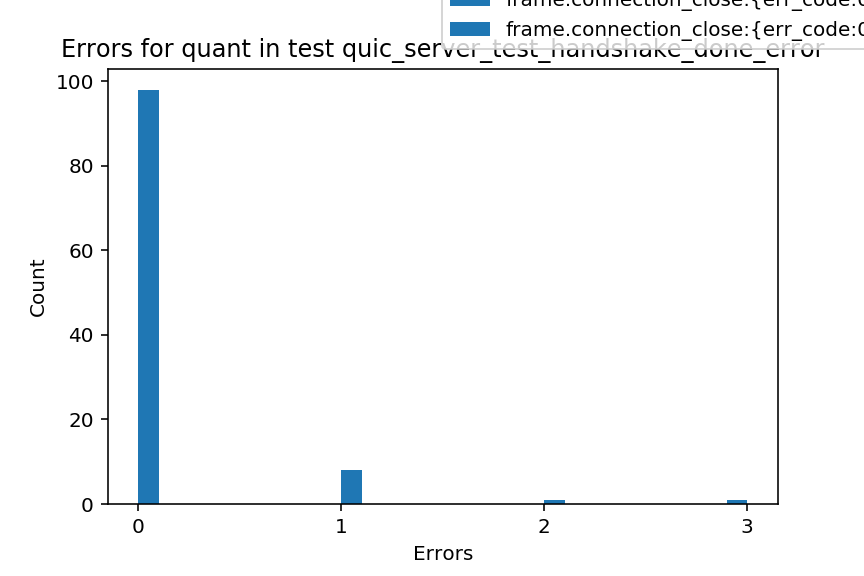 frame.connection_close:{err_code:0
frame.connection_close:{err_code:0
Errors for quant in test quic_server_test_handshake_done_error
100
80
60
40
20
0
Count
0 1 2 3
Errors